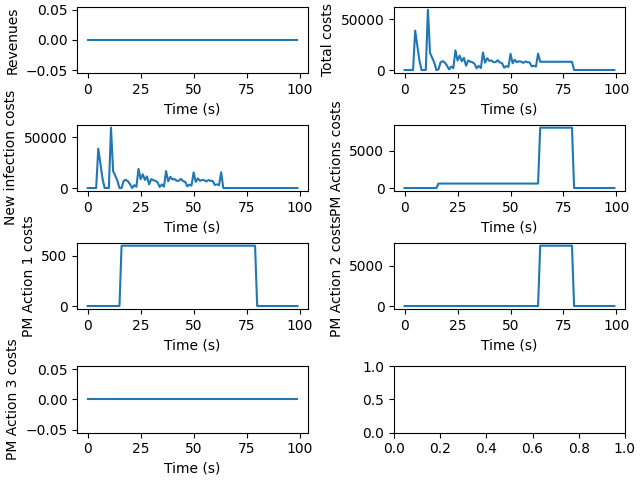 Revenues
0.05
0.00
−0.05
0 25 50 75 100
Time (s)
Total costs
50000
0
0 25 50 75 100
Time (s)
New infection costs
50000
0
0 25 50 75 100
Time (s)
PM Actions costs
5000
0
0 25 50 75 100
Time (s)
PM Action 1 costs
500
0
0 25 50 75 100
Time (s)
PM Action 2 costs
5000
0
0 25 50 75 100
Time (s)
PM Action 3 costs
0.05
0.00
−0.05
0 25 50 75 100
Time (s)
1.0
0.5
0.0
0.0 0.2 0.4 0.6 0.8 1.0